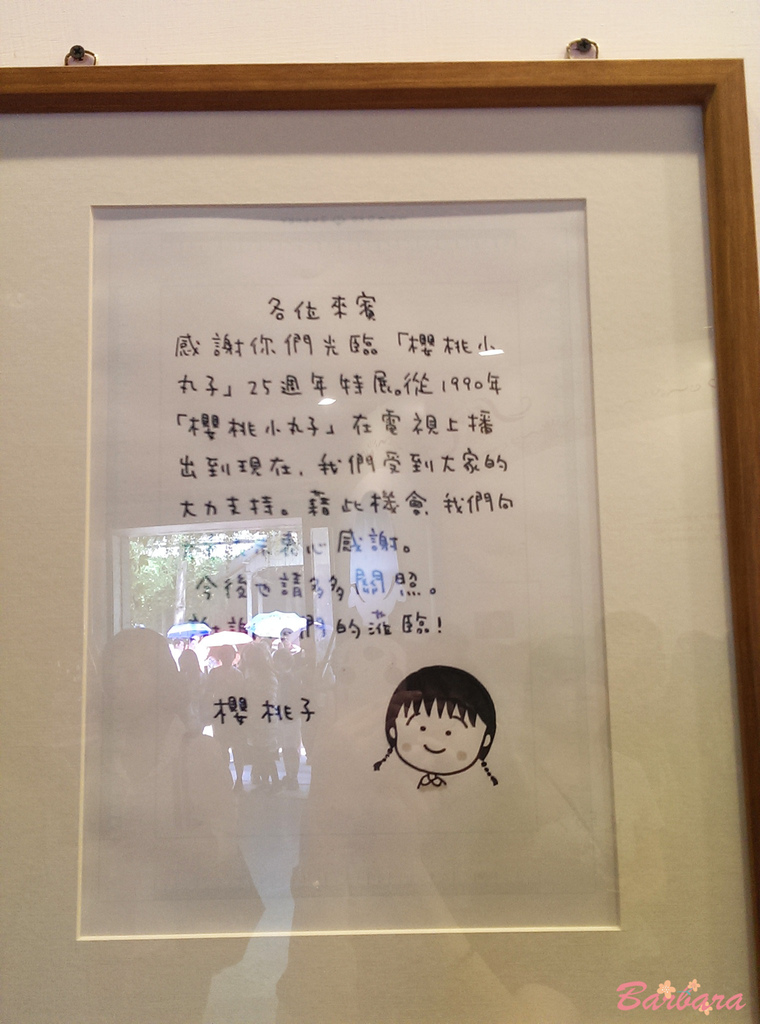 各位來賓
感謝你們光臨「櫻桃小
丸子」25週年特展。從1990年
「櫻桃小丸子」在電視上播
出到現在，我們受到大家的
大力支持。藉此機會，我們向
心感謝。
今後也請多多關照。
們的蒞臨！
櫻桃子
Barbara